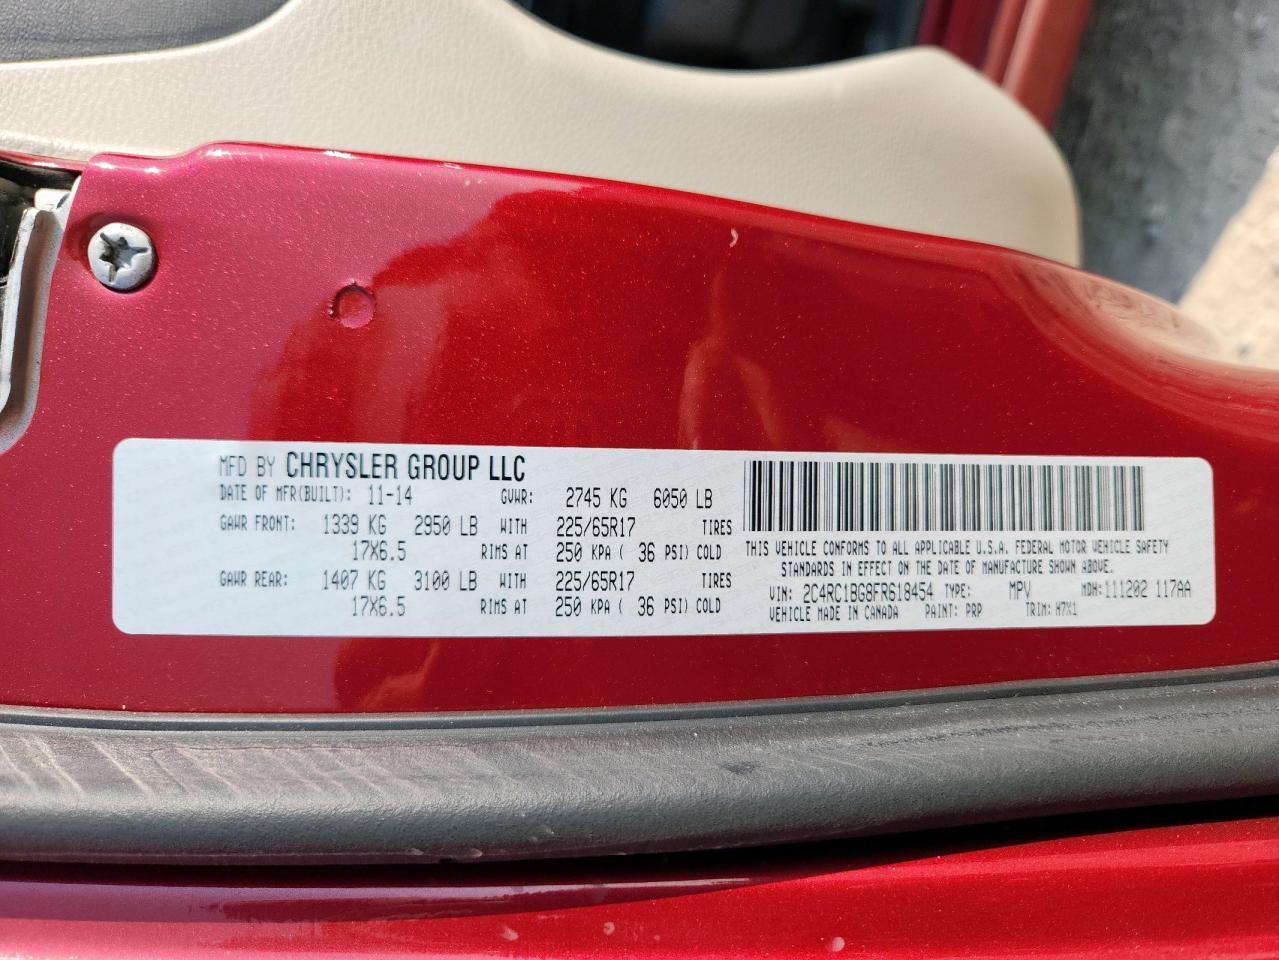 MFD BY CHRYSLER GROUP LLC
DATE OF MFR(BUILT): 11-14 GVWR: 2745 KG 6050 LB
GAWR FRONT: 1339 KG 2950 LB WITH 225/65R17 TIRES
17X6.5 RIMS AT 250 KPA ( 36 PSI) COLD
GAWR REAR: 1407 KG 3100 LB WITH 225/65R17 TIRES
17X6.5 RIMS AT 250 KPA ( 36 PSI) COLD
THIS VEHICLE CONFORMS TO ALL APPLICABLE U.S.A. FEDERAL MOTOR VEHICLE SAFETY
STANDARDS IN EFFECT ON THE DATE OF MANUFACTURE SHOWN ABOVE.
VIN: 2C4RC1BG8FR618454 TYPE: MPV MDH:111202 117AA
VEHICLE MADE IN CANADA PAINT: PRP TRIM: H7X1